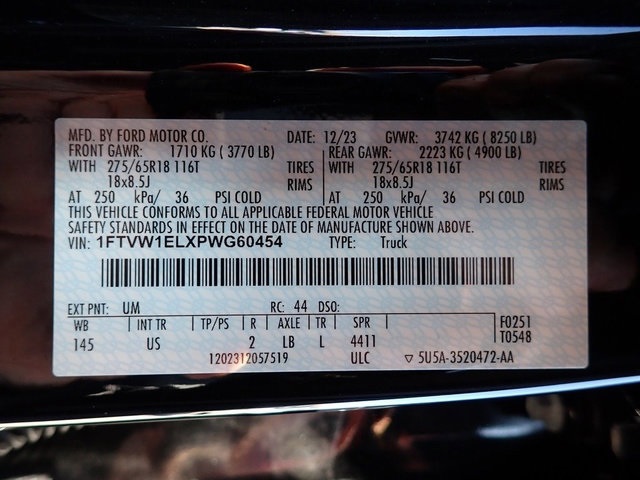 MFD. BY FORD MOTOR CO. DATE: 12/23 GVWR: 3742 KG ( 8250 LB)
FRONT GAWR: 1710 KG ( 3770 LB) REAR GAWR: 2223 KG ( 4900 LB)
WITH 275/65R18 116T TIRES WITH 275/65R18 116T TIRES
18x8.5J RIMS 18x8.5J RIMS
AT 250 kPa/ 36 PSI COLD AT 250 kPa/ 36 PSI COLD
THIS VEHICLE CONFORMS TO ALL APPLICABLE FEDERAL MOTOR VEHICLE
SAFETY STANDARDS IN EFFECT ON THE DATE OF MANUFACTURE SHOWN ABOVE.
VIN: 1FTVW1ELXPWG60454 TYPE: Truck
EXT PNT: UM RC: 44 DSO:
WB INT TR TP/PS R AXLE TR SPR F0251
145 US 2 LB L 4411 T0548
1202312057519 ULC ▽ 5U5A-3520472-AA